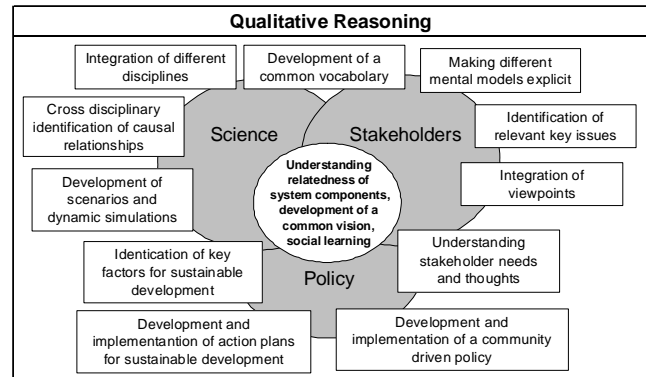 Qualitative Reasoning
Integration of different
disciplines
Development of a
common vocabulary
Making different
mental models explicit
Cross disciplinary
identification of causal
relationships
Science
Stakeholders
Identification of
relevant key issues
Development of
scenarios and
dynamic simulations
Understanding
relatedness of
system components,
development of a
common vision,
social learning
Integration of
viewpoints
Identication of key
factors for sustainable
development
Policy
Understanding
stakeholder needs
and thoughts
Development and
implementantion of action plans
for sustainable development
Development and
implementation of a community
driven policy